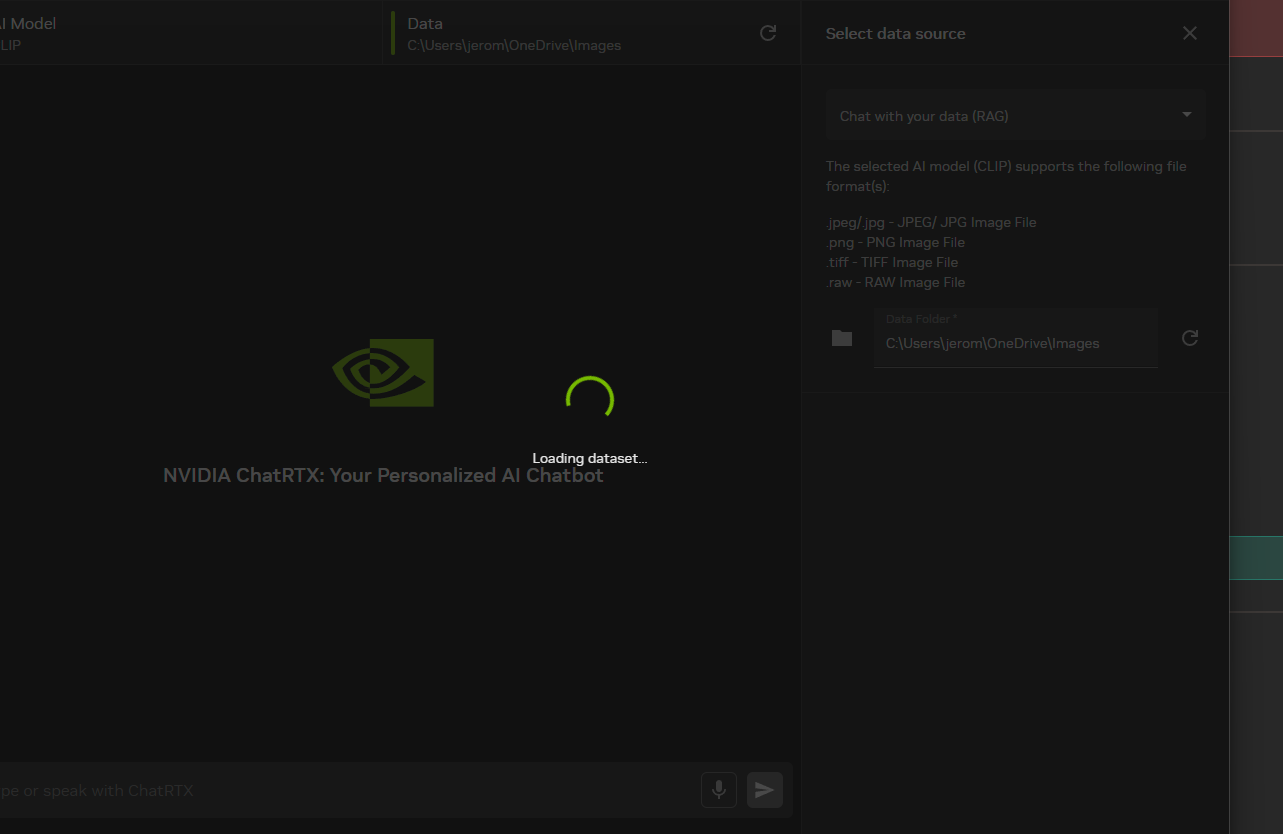 I Model
LIP
Data
C:\Users\jerom\OneDrive\Images
Select data source
Chat with your data (RAG)
The selected AI model (CLIP) supports the following file
format(s):
.jpeg/.jpg - JPEG/ JPG Image File
.png - PNG Image File
.tiff - TIFF Image File
.raw - RAW Image File
Data Folder *
C:\Users\jerom\OneDrive\Images
Loading dataset...
NVIDIA ChatRTX: Your Personalized AI Chatbot
pe or speak with ChatRTX